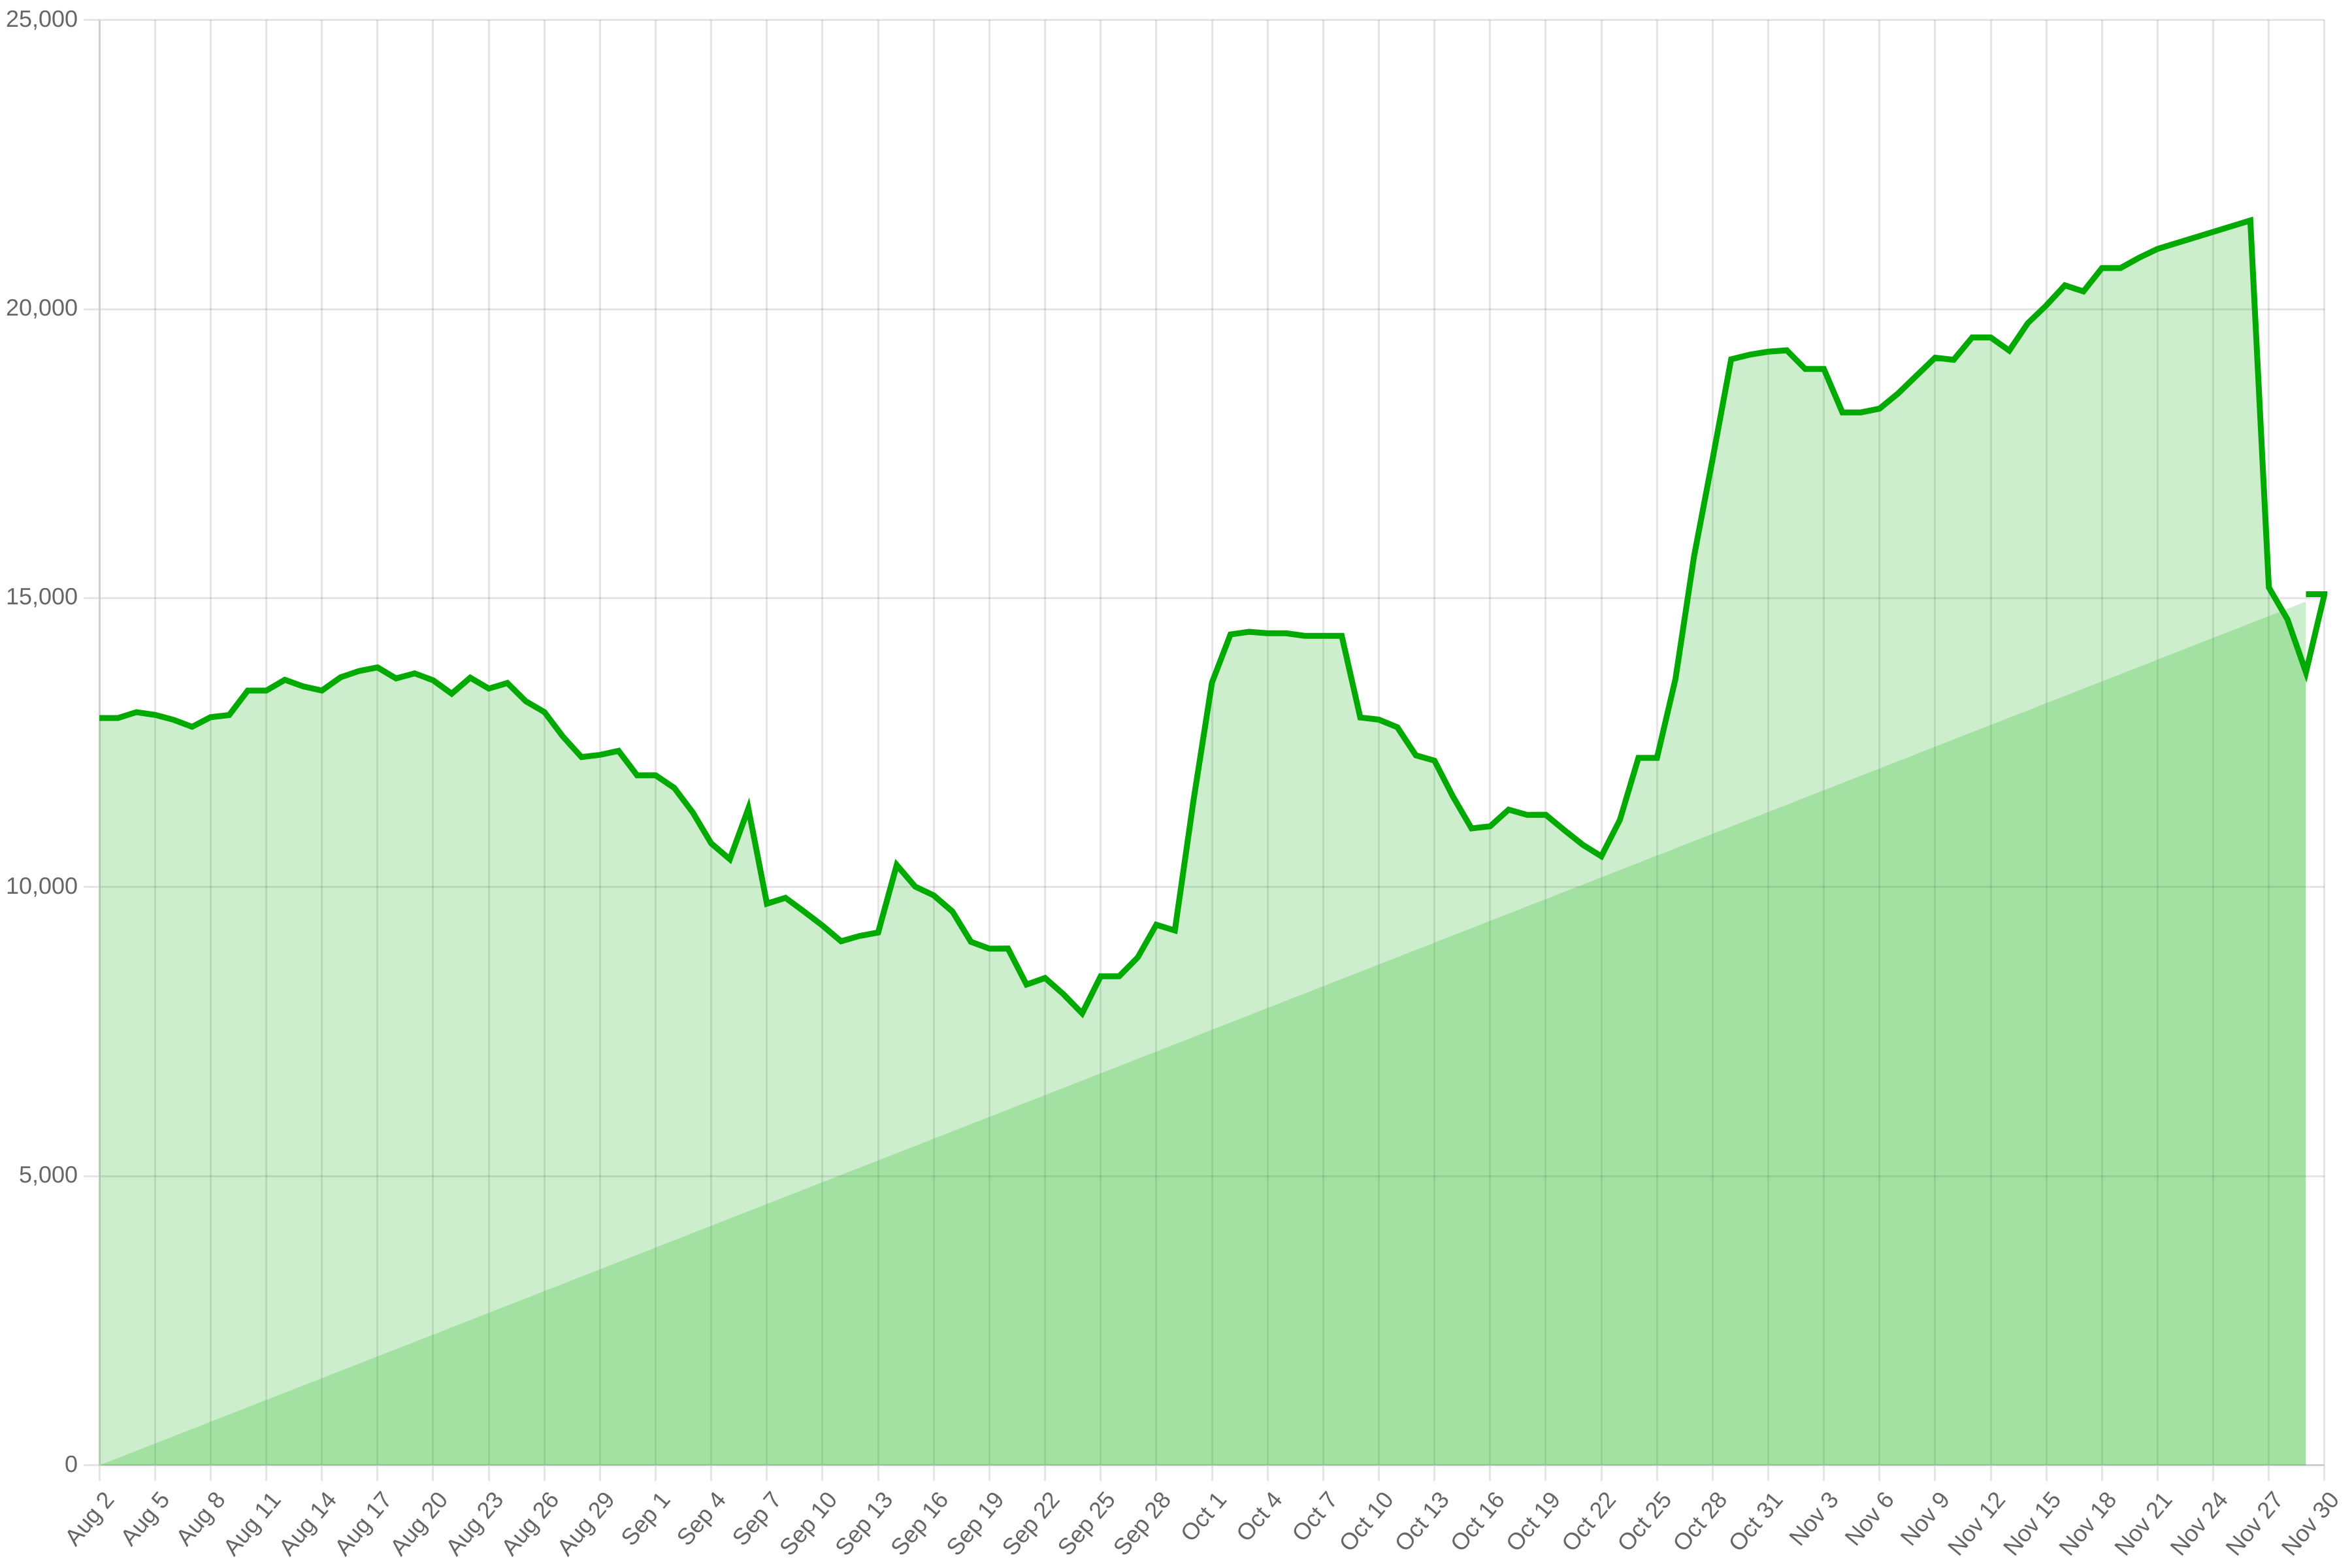 25,000
20,000
15,000
10,000
5,000
0
Aug 2
Aug 5
Aug 8
Aug 11
Aug 14
Aug 17
Aug 20
Aug 23
Aug 26
Aug 29
Sep 1
Sep 4
Sep 7
Sep 10
Sep 13
Sep 16
Sep 19
Sep 22
Sep 25
Sep 28
Oct 1
Oct 4
Oct 7
Oct 10
Oct 13
Oct 16
Oct 19
Oct 22
Oct 25
Oct 28
Oct 31
Nov 3
Nov 6
Nov 9
Nov 12
Nov 15
Nov 18
Nov 21
Nov 24
Nov 27
Nov 30